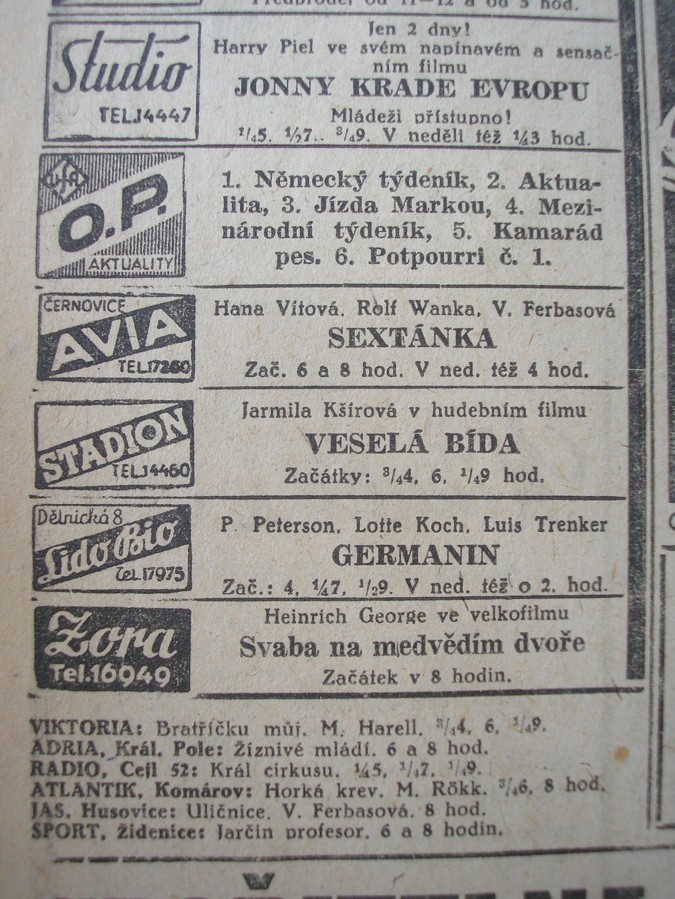 Předprodej od 11—12 a od 3 hod.
Studio
TEL.14447
Jen 2 dny!
Harry Piel ve svém napínavém a sensač-
ním filmu
JONNY KRADE EVROPU
Mládeži přístupno!
¼5. ½7.. ¾9. V neděli též ¼3 hod.
UFA
O.P.
AKTUALITY
1. Německý týdeník, 2. Aktua-
lita, 3. Jízda Markou, 4. Mezi-
národní týdeník, 5. Kamarád
pes. 6. Potpourri č. 1.
ČERNOVICE
AVIA
TEL.17260
Hana Vítová, Rolf Wanka, V. Ferbasová
SEXTÁNKA
Zač. 6 a 8 hod. V ned. též 4 hod.
STADION
TEL.14460
Jarmila Kšírová v hudebním filmu
VESELÁ BÍDA
Začátky: ¾4, 6, ¼9 hod.
Dělnická 8
Lido Bio
TEL.17975
P. Peterson, Lotte Koch, Luis Trenker
GERMANIN
Zač.: 4, ¼7, ½9. V ned. též o 2. hod.
Zora
Tel.16949
Heinrich George ve velkofilmu
Svaba na medvědím dvoře
Začátek v 8 hodin.
VIKTORIA: Bratříčku můj. M. Harell. ¾4, 6, ¼9.
ADRIA, Král. Pole: Žíznivé mládí. 6 a 8 hod.
RADIO, Cejl 52: Král cirkusu. ¼5, ¼7, ¼9.
ATLANTIK, Komárov: Horká krev. M. Rökk. ¾6, 8 hod.
JAS, Husovice: Uličnice. V. Ferbasová. 8 hod.
SPORT, Židenice: Jarčin profesor. 6 a 8 hodin.